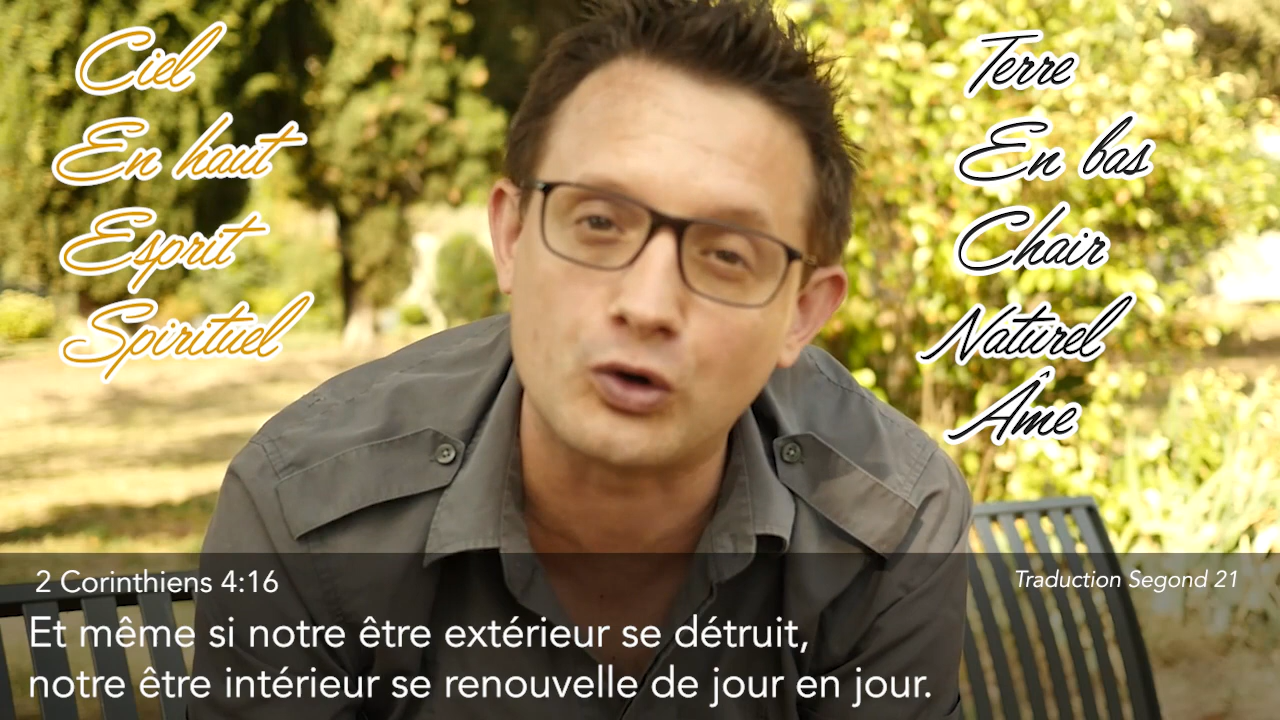 Ciel
En haut
Esprit
Spirituel
Terre
En bas
Chair
Naturel
Âme
2 Corinthiens 4:16
Traduction Segond 21
Et même si notre être extérieur se détruit,
notre être intérieur se renouvelle de jour en jour.